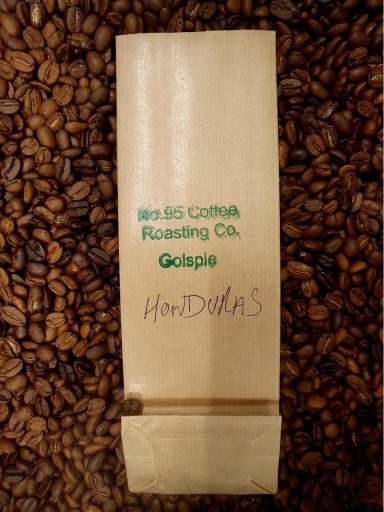 No.95 Coffee
Roasting Co.
Golspie
HONDURAS